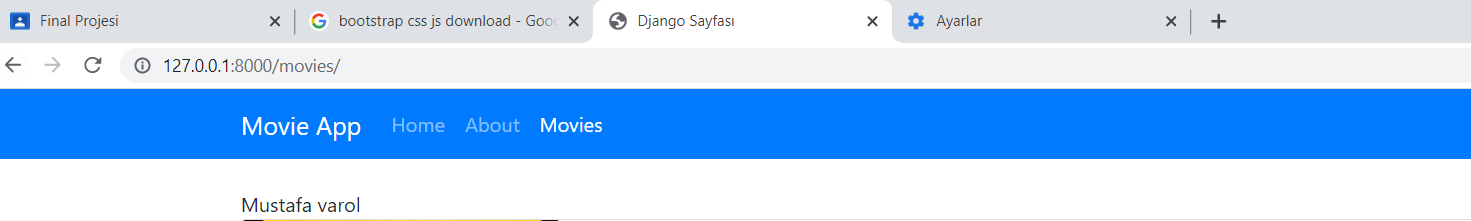 Final Projesi
bootstrap css js download - Goog
Django Sayfası
Ayarlar
127.0.0.1:8000/movies/
Movie App Home About Movies
Mustafa varol